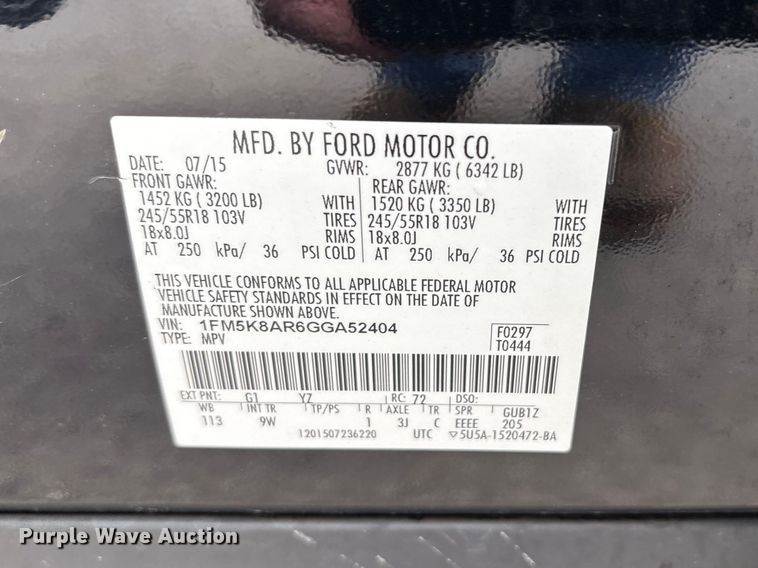 MFD. BY FORD MOTOR CO.
DATE: 07/15 GVWR: 2877 KG ( 6342 LB)
FRONT GAWR: REAR GAWR:
1452 KG ( 3200 LB) WITH 1520 KG ( 3350 LB) WITH
245/55R18 103V TIRES 245/55R18 103V TIRES
18x8.0J RIMS 18x8.0J RIMS
AT 250 kPa/ 36 PSI COLD AT 250 kPa/ 36 PSI COLD
THIS VEHICLE CONFORMS TO ALL APPLICABLE FEDERAL MOTOR
VEHICLE SAFETY STANDARDS IN EFFECT ON THE DATE OF
MANUFACTURE SHOWN ABOVE.
VIN: 1FM5K8AR6GGA52404 F0297
TYPE: MPV T0444
EXT PNT: G1 YZ RC: 72 DSO:
WB INT TR TP/PS R AXLE TR SPR GUB1Z
113 9W 1 3J C EEEE 205
1201507236220 UTC ▽5U5A-1520472-BA
Purple Wave Auction